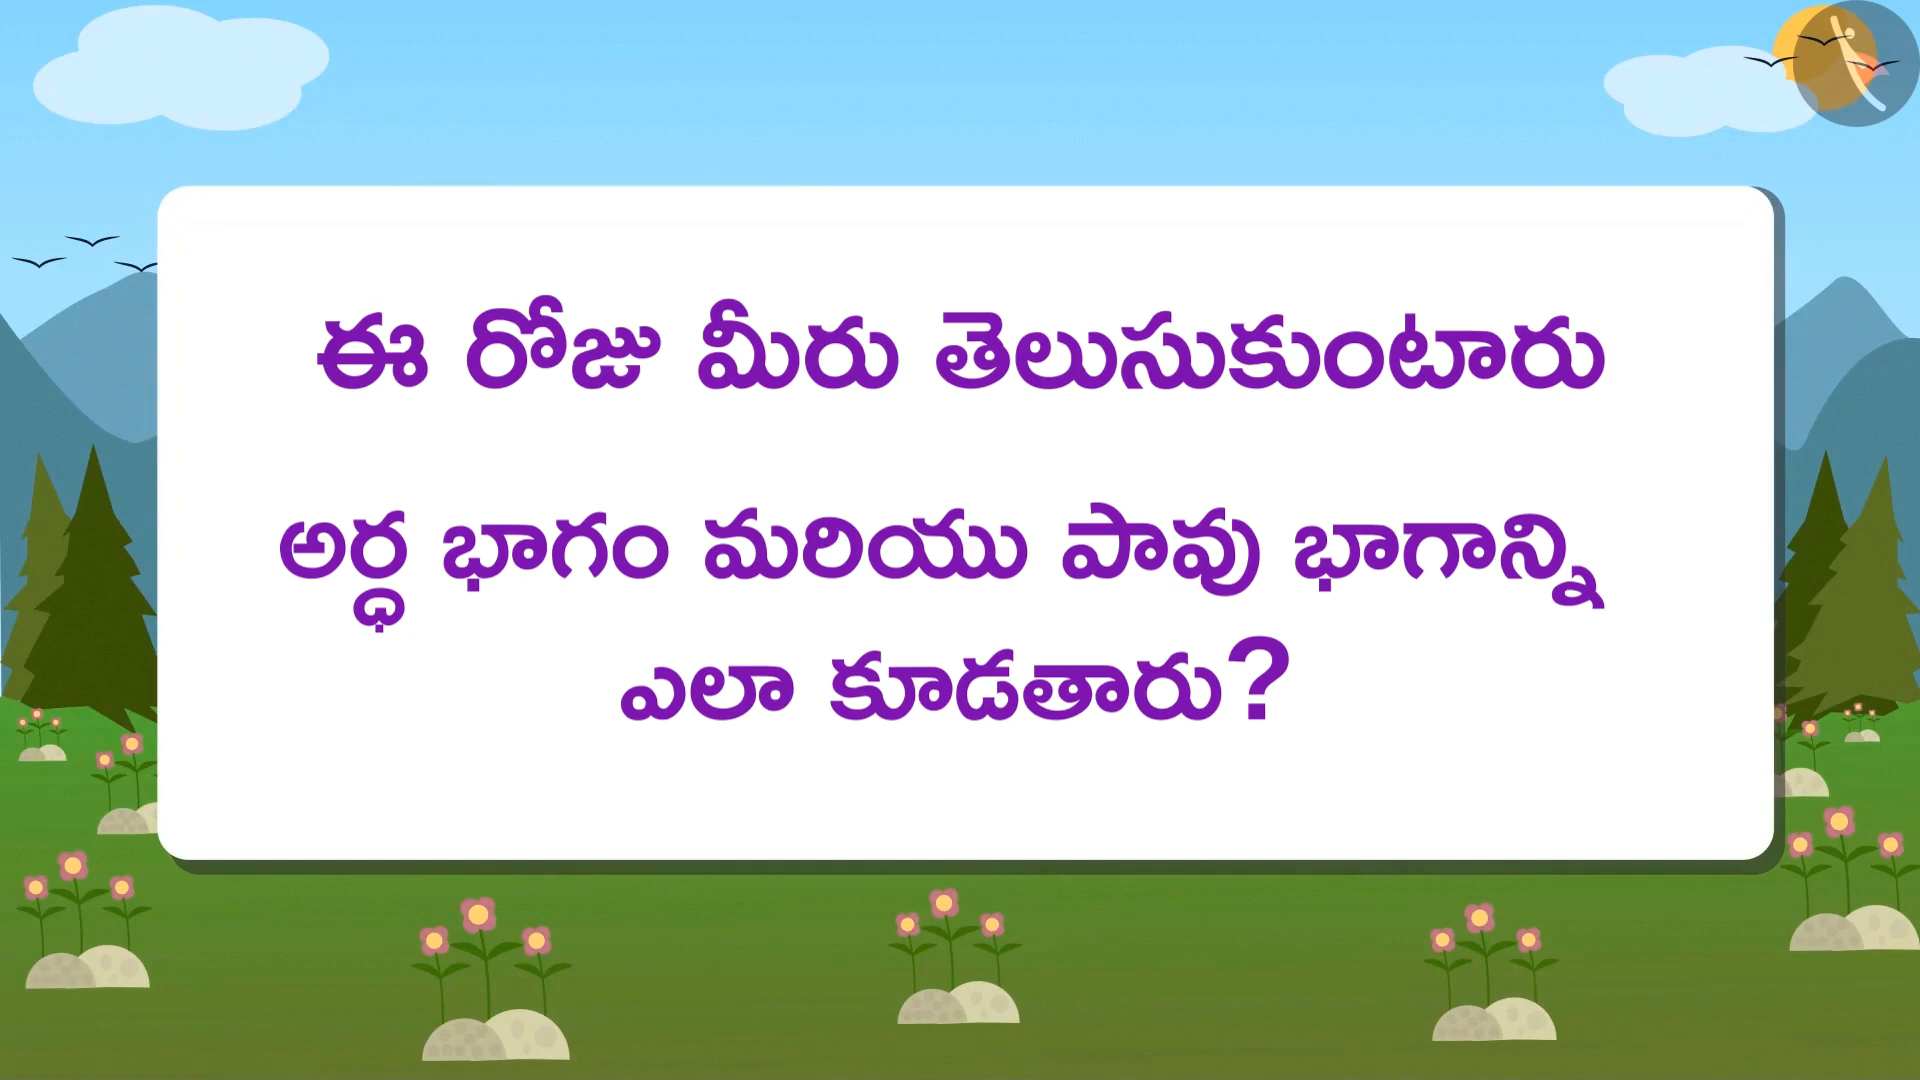 ఈ రోజు మీరు తెలుసుకుంటారు
అర్ధ భాగం మరియు పావు భాగాన్ని
ఎలా కూడతారు?